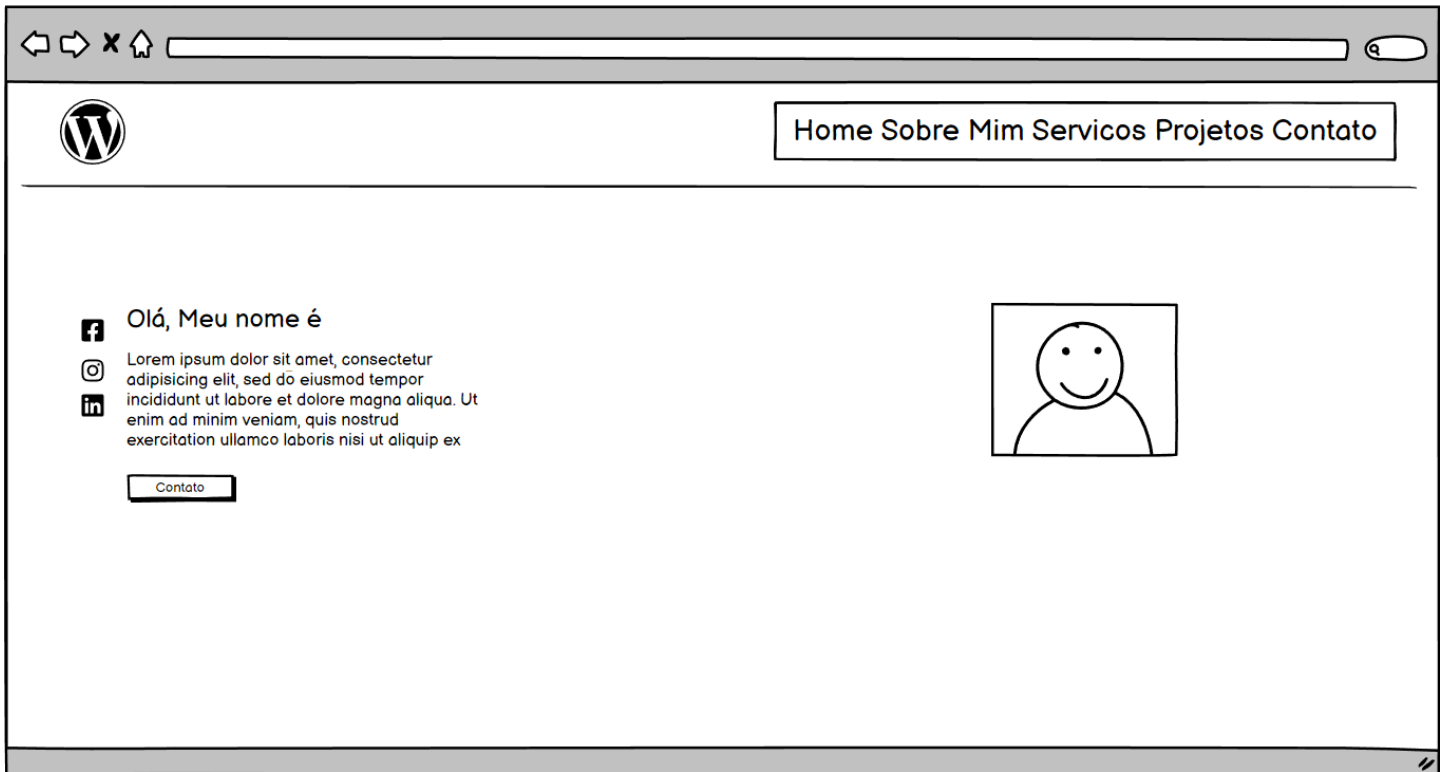 Home Sobre Mim Servicos Projetos Contato
Olá, Meu nome é
Lorem ipsum dolor sit amet, consectetur
adipisicing elit, sed do eiusmod tempor
incididunt ut labore et dolore magna aliqua. Ut
enim ad minim veniam, quis nostrud
exercitation ullamco laboris nisi ut aliquip ex
Contato